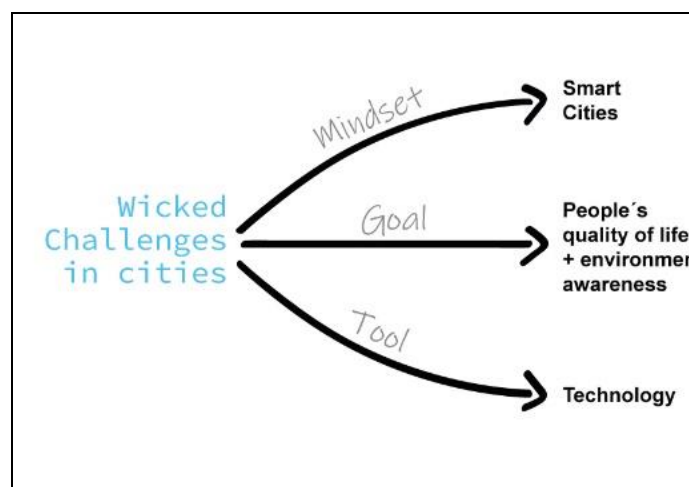 Wicked
Challenges
in cities
Mindset
Smart
Cities
Goal
People´s
quality of life
+ environmen
awareness
Tool
Technology